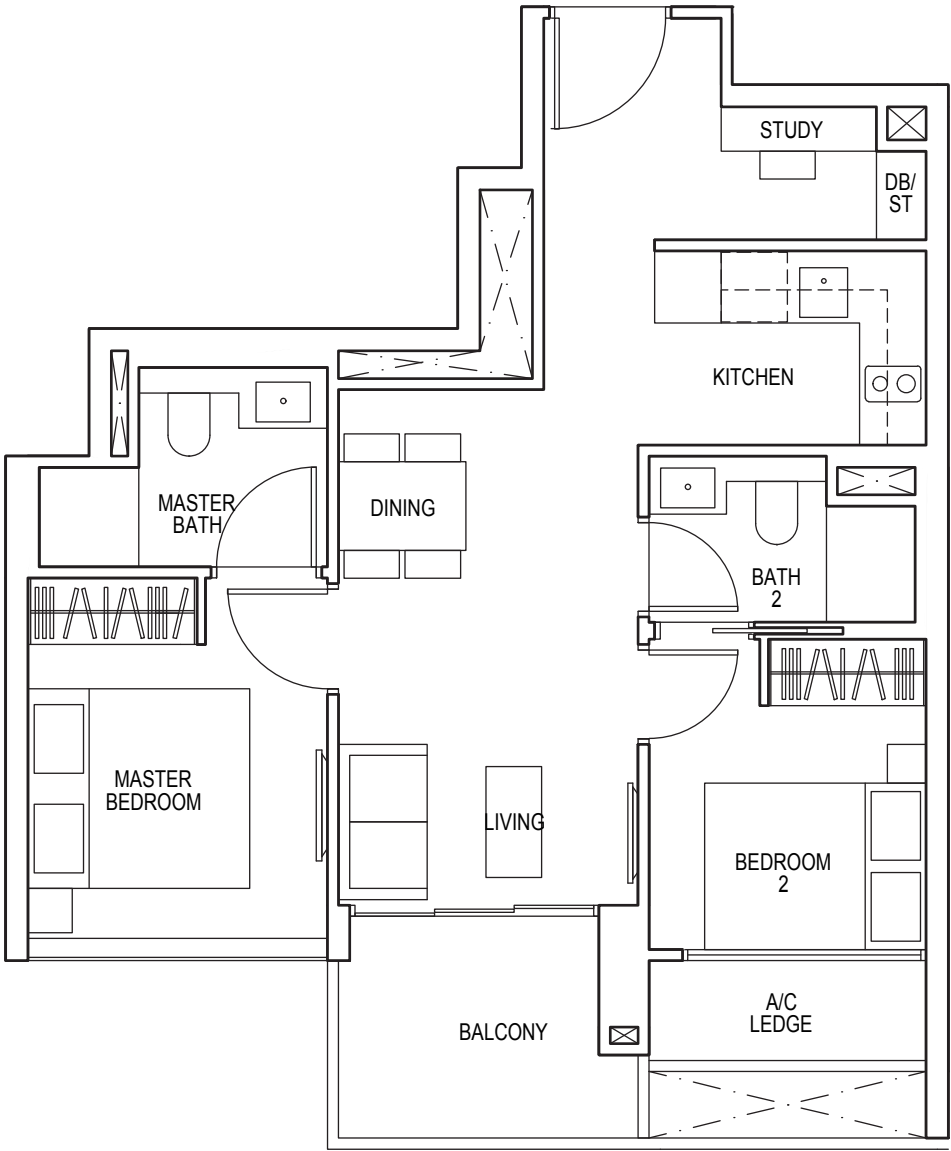 STUDY
DB/
ST
KITCHEN
MASTER
BATH
DINING
BATH
2
MASTER
BEDROOM
LIVING
BEDROOM
2
BALCONY
A/C
LEDGE